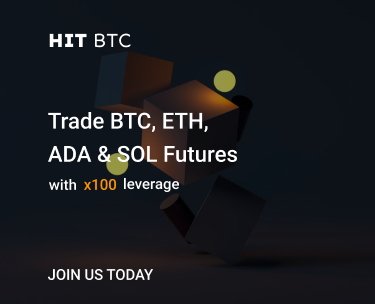 HIT BTC
Trade BTC, ETH,
ADA & SOL Futures
with x100 leverage
JOIN US TODAY